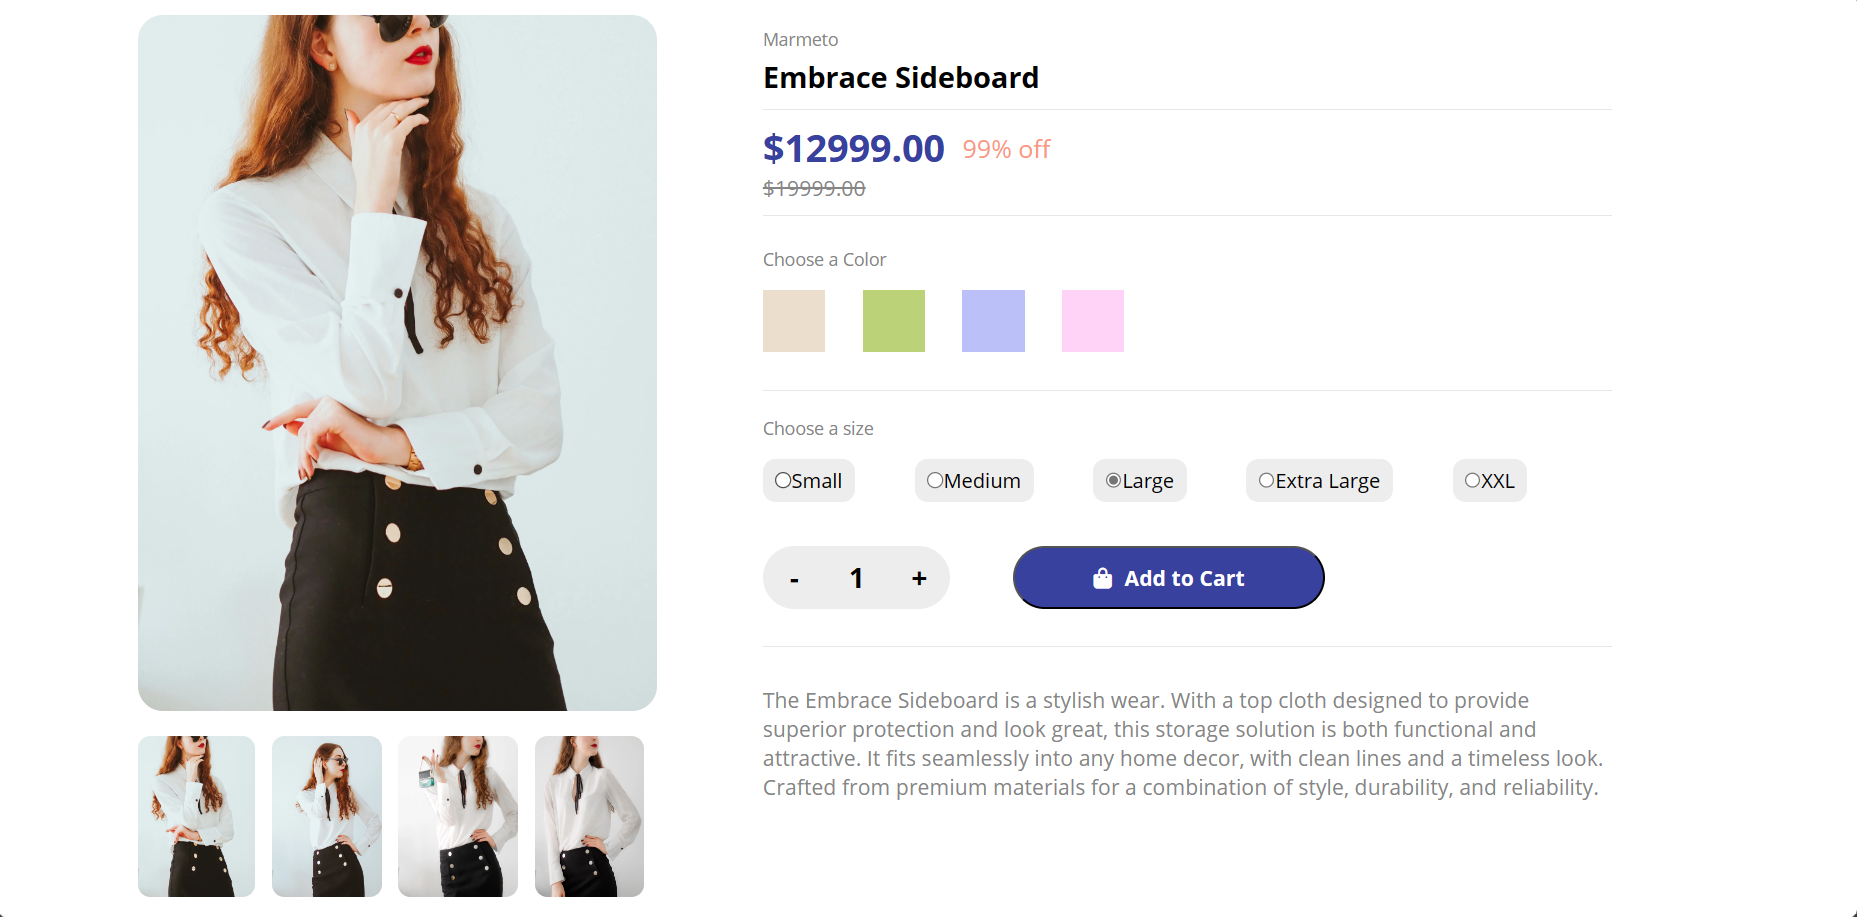 Marmeto
Embrace Sideboard
$12999.00 99% off
$19999.00
Choose a Color
Choose a size
Small Medium Large Extra Large XXL
- 1 + Add to Cart
The Embrace Sideboard is a stylish wear. With a top cloth designed to provide
superior protection and look great, this storage solution is both functional and
attractive. It fits seamlessly into any home decor, with clean lines and a timeless look.
Crafted from premium materials for a combination of style, durability, and reliability.